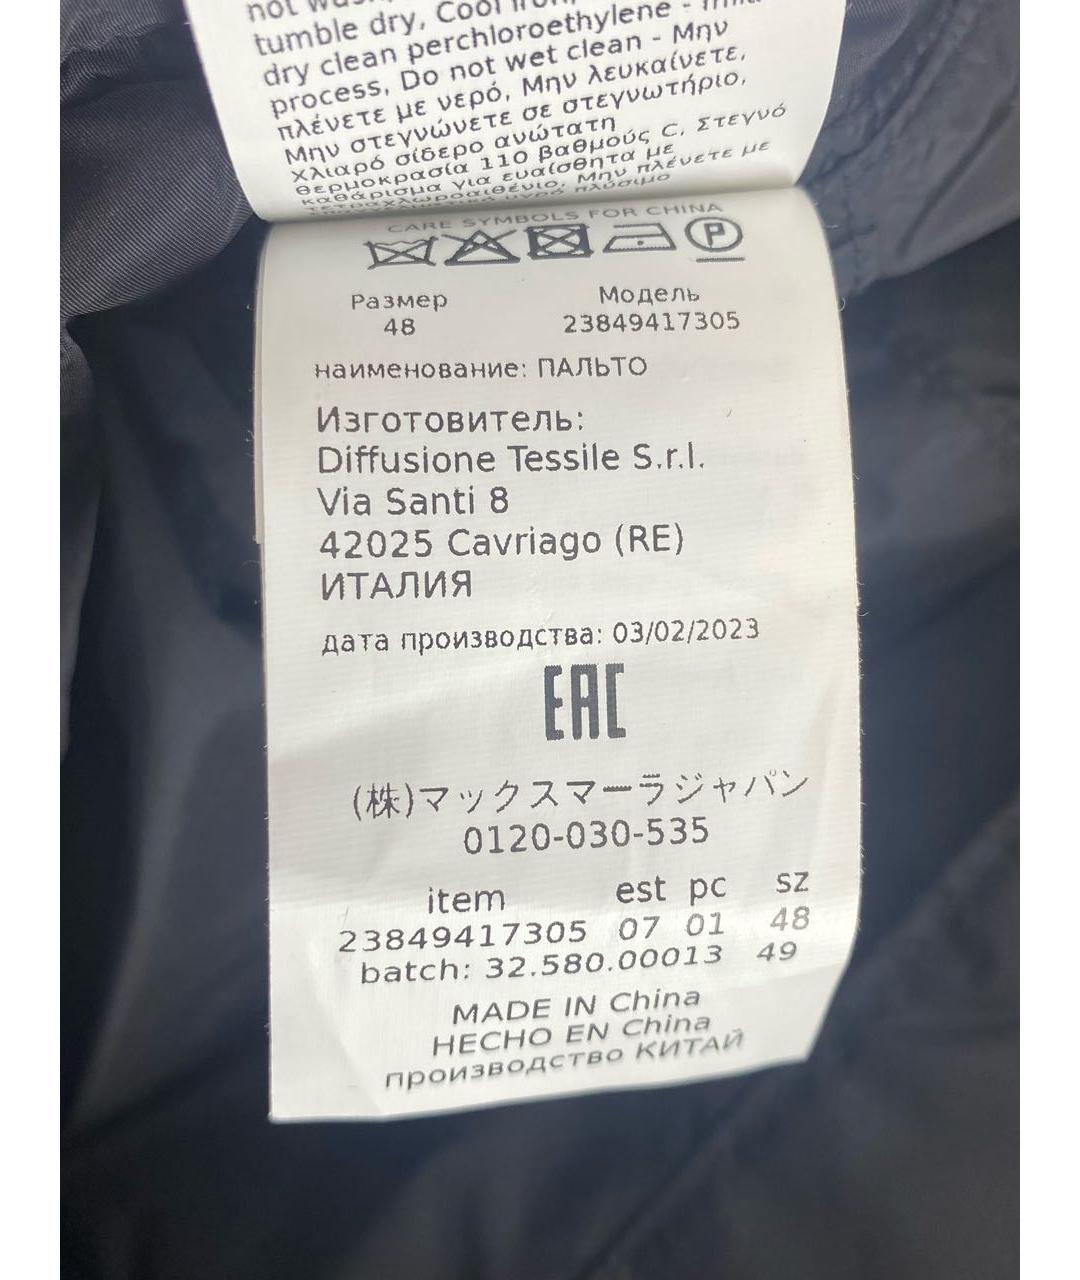 tumble dry, Cool iron,
dry clean perchloroethylene -
process, Do not wet clean - Μην
πλένετε με νερό, Μην λευκαίνετε,
Μην στεγνώνετε σε στεγνωτήριο,
Χλιαρό σίδερο ανώτατη
θερμοκρασία 110 βαθμούς C, Στεγνό
καθάρισμα για ευαίσθητα με
τετραχλωροαιθένιο, Μην πλένετε με
CARE SYMBOLS FOR CHINA
P
Размер Модель
48 23849417305
наименование: ПАЛЬТО
Изготовитель:
Diffusione Tessile S.r.l.
Via Santi 8
42025 Cavriago (RE)
ИТАЛИЯ
дата производства: 03/02/2023
EAC
(株)マックスマーラジャパン
0120-030-535
item est pc sz
23849417305 07 01 48
batch: 32.580.00013 49
MADE IN China
HECHO EN China
производство КИТАЙ